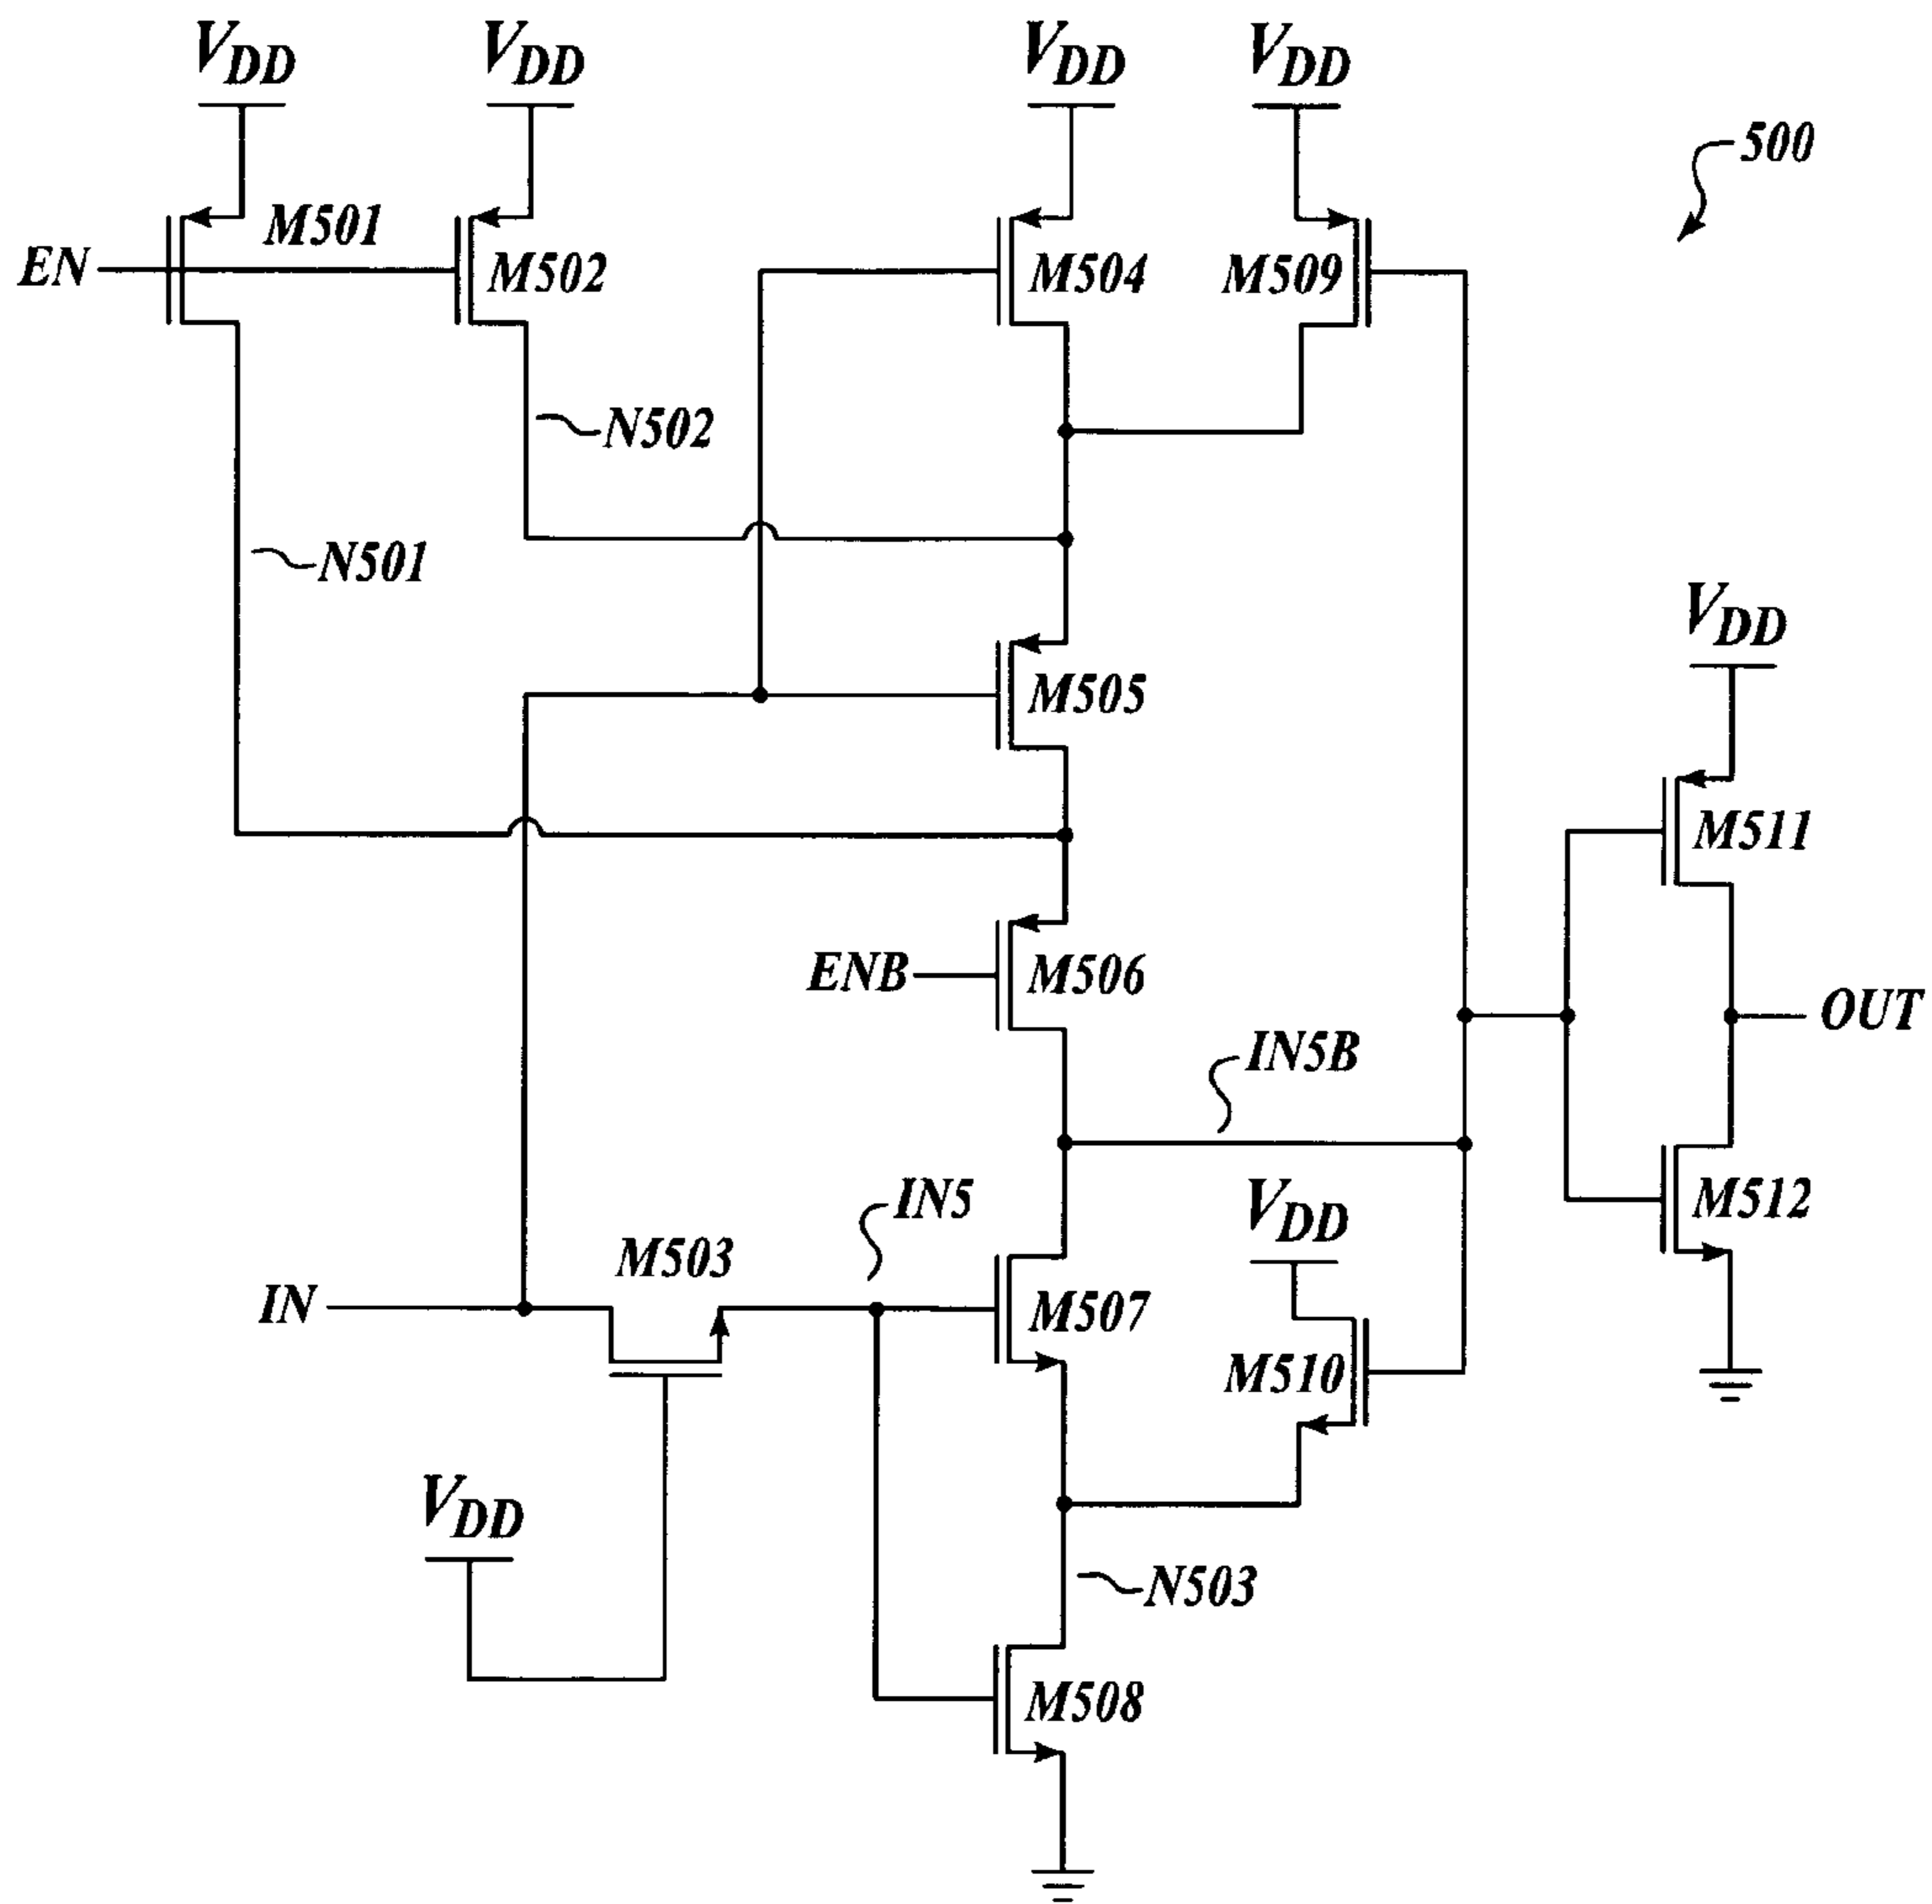 VDD VDD VDD VDD
500
EN M501 M502 M504 M509
N502
N501
VDD
M505
M511
ENB M506
OUT
IN5B
IN5 VDD M512
M503
IN M507
M510
VDD
N503
M508